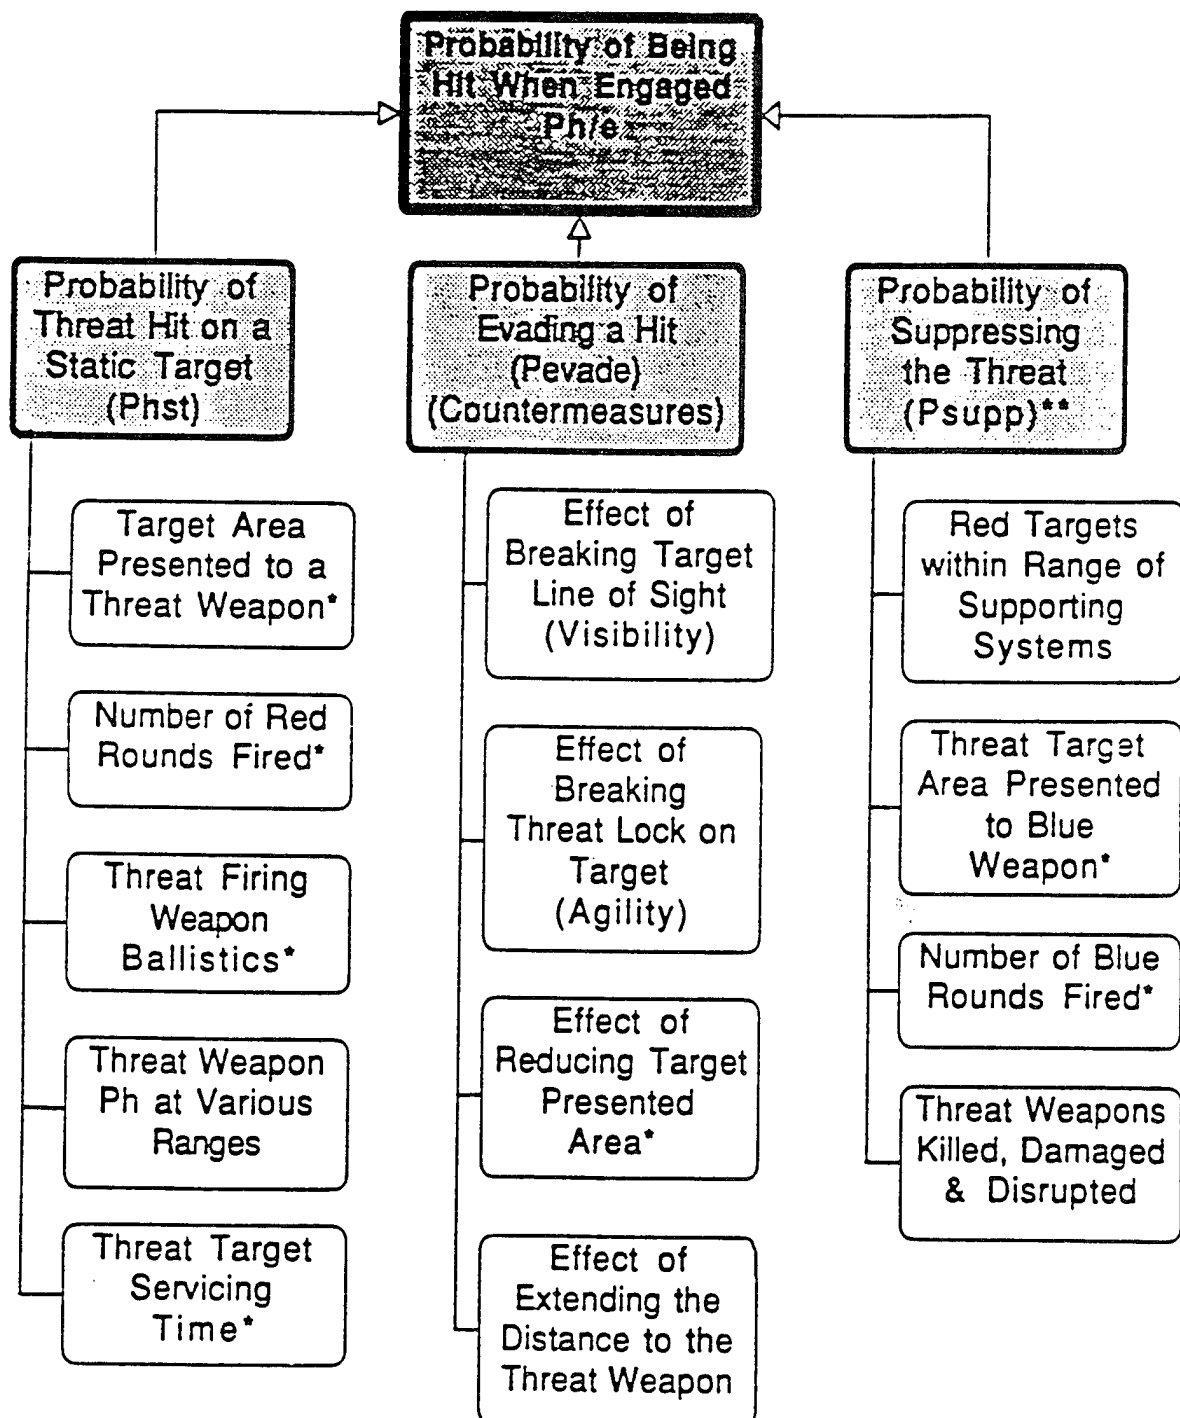 Probability of Being
Hit When Engaged
Ph/e
Probability of
Threat Hit on a
Static Target
(Phst)
Target Area
Presented to a
Threat Weapon*
Number of Red
Rounds Fired*
Threat Firing
Weapon
Ballistics*
Threat Weapon
Ph at Various
Ranges
Threat Target
Servicing
Time*
Probability of
Evading a Hit
(Pevade)
(Countermeasures)
Effect of
Breaking Target
Line of Sight
(Visibility)
Effect of
Breaking
Threat Lock on
Target
(Agility)
Effect of
Reducing Target
Presented
Area*
Effect of
Extending the
Distance to the
Threat Weapon
Probability of
Suppressing
the Threat
(Psupp)**
Red Targets
within Range of
Supporting
Systems
Threat Target
Area Presented
to Blue
Weapon*
Number of Blue
Rounds Fired*
Threat Weapons
Killed, Damaged
& Disrupted